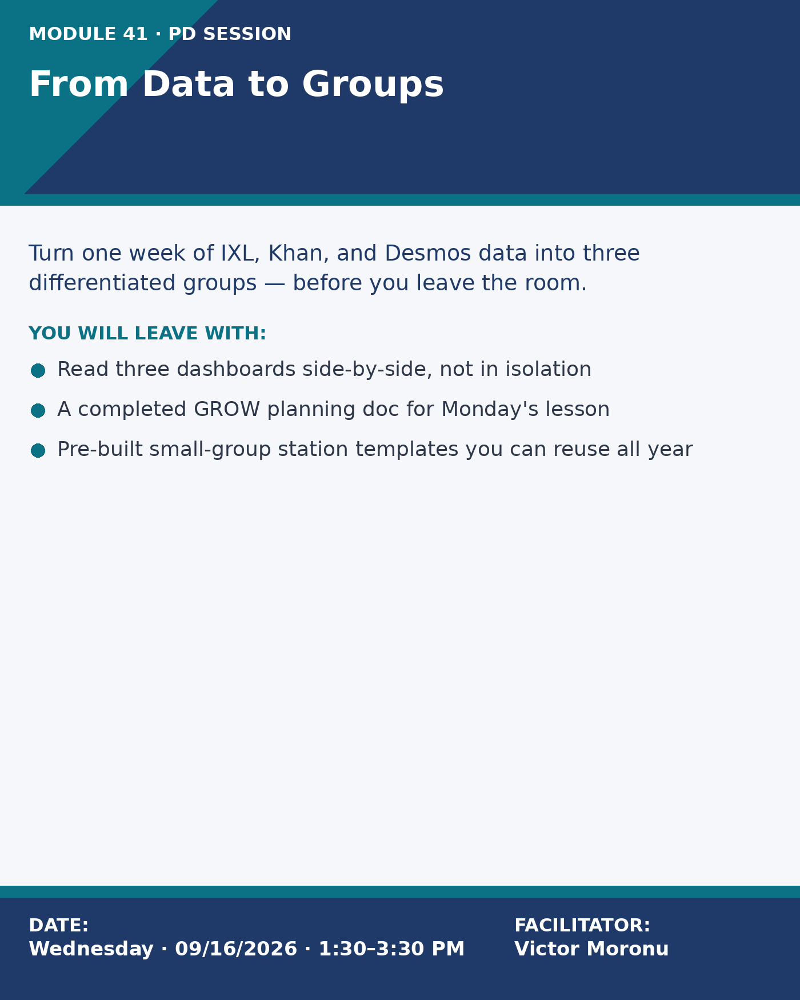 MODULE 41 · PD SESSION
From Data to Groups
Turn one week of IXL, Khan, and Desmos data into three
differentiated groups — before you leave the room.
YOU WILL LEAVE WITH:
Read three dashboards side-by-side, not in isolation
A completed GROW planning doc for Monday's lesson
Pre-built small-group station templates you can reuse all year
DATE:
Wednesday · 09/16/2026 · 1:30–3:30 PM
FACILITATOR:
Victor Moronu